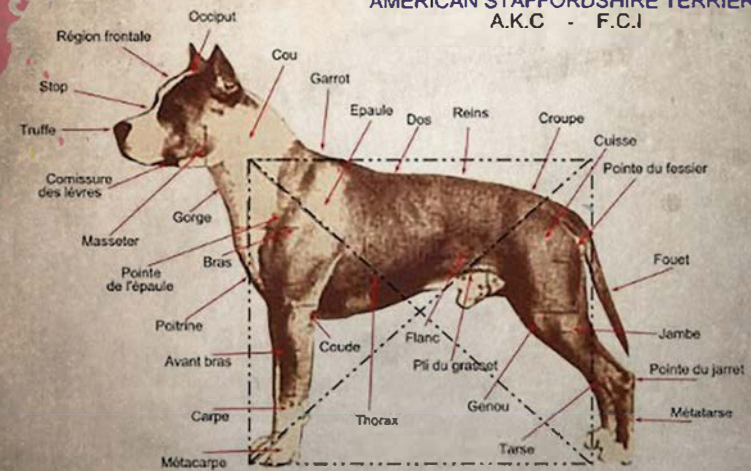 AMERICAN STAFFORDSHIRE TERRIER
A.K.C - F.C.I
Occiput
Région frontale
Cou
Stop
Garrot
Epaule
Dos
Reins
Croupe
Truffe
Cuisse
Pointe du fessier
Comissure
des lévres
Gorge
Masseter
Bras
Pointe
de l'épaule
Fouet
Poitrine
Coude
Flanc
Jambe
Avant bras
Pli du grasset
Pointe du jarret
Genou
Carpe
Thorax
Métatarse
Tarse
Métacarpe